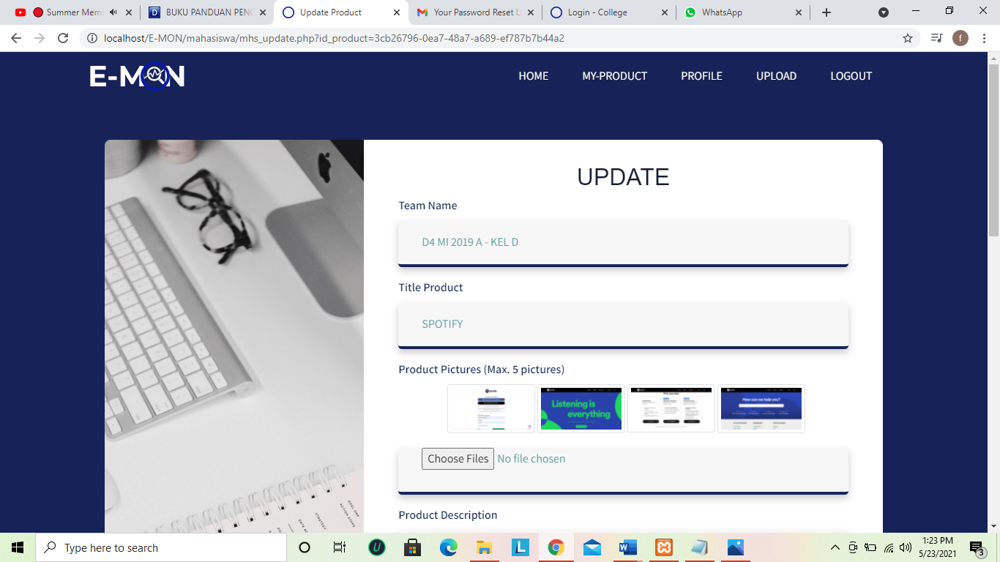 Summer Mem
BUKU PANDUAN PENG
Update Product
Your Password Reset L
Login - College
WhatsApp
localhost/E-MON/mahasiswa/mhs_update.php?id_product=3cb26796-0ea7-48a7-a689-ef787b7b44a2
f
E-MON
HOME
MY-PRODUCT
PROFILE
UPLOAD
LOGOUT
UPDATE
Team Name
D4 MI 2019 A - KEL D
Title Product
SPOTIFY
Product Pictures (Max. 5 pictures)
Spotify
Listening is
everything
How can we help you?
Choose Files No file chosen
Product Description
Type here to search
1:23 PM
5/23/2021
3